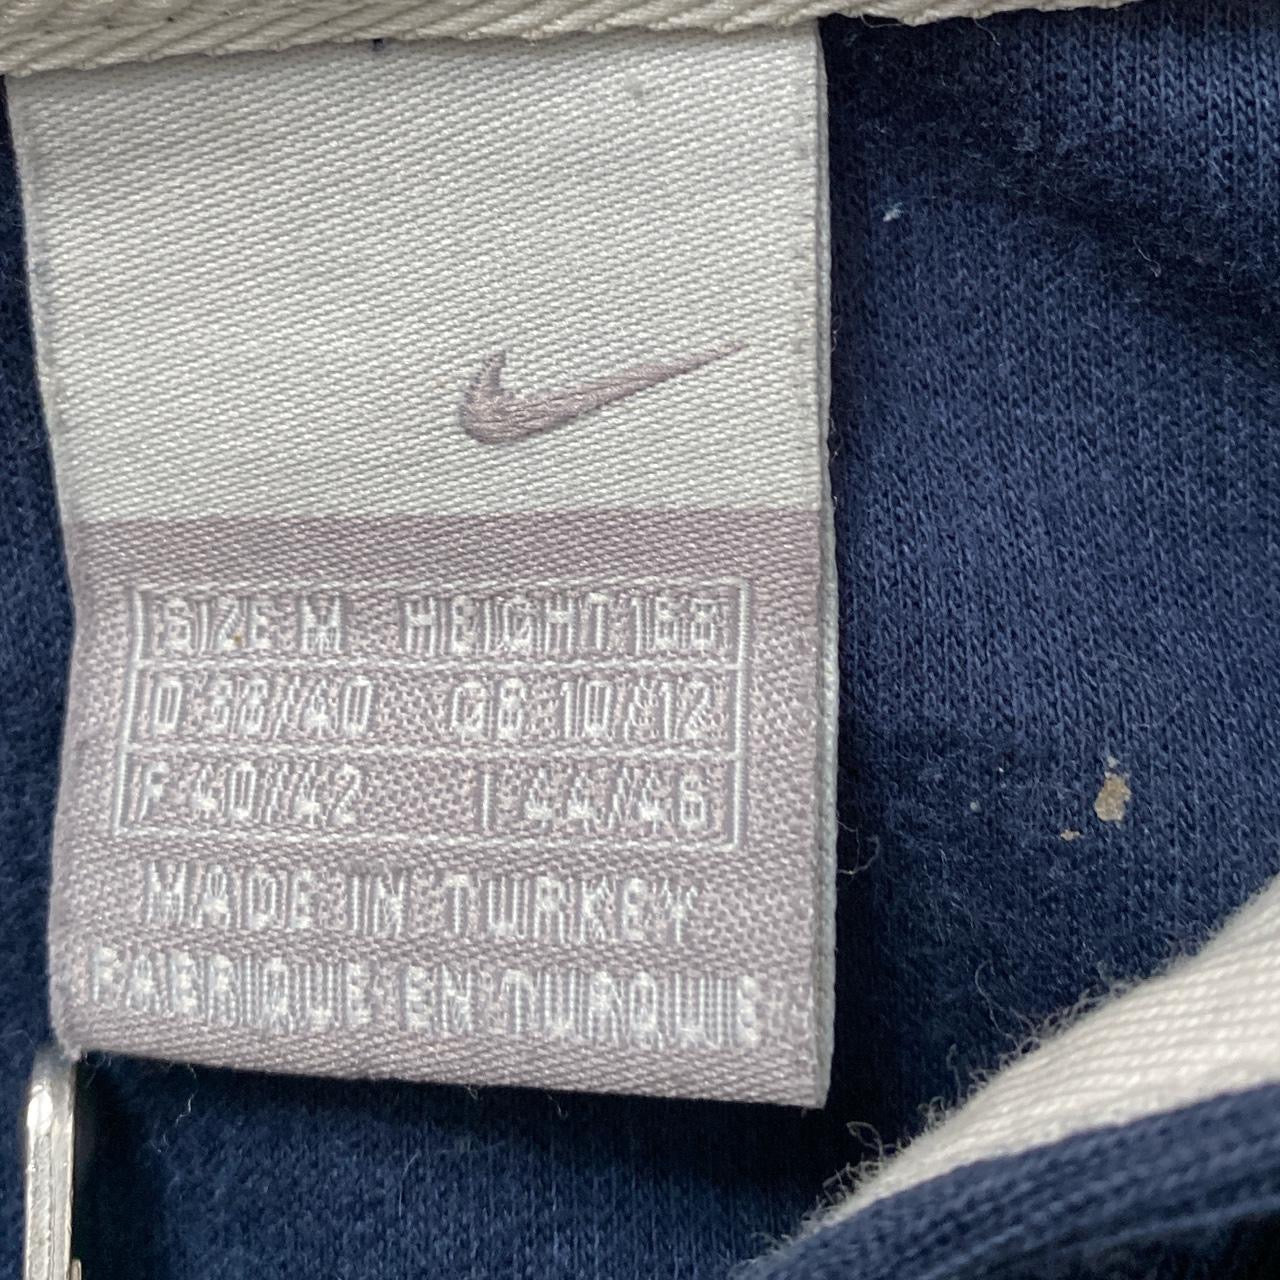 SIZE M HEIGHT 168
D 38/40 GB 10/12
F 40/42 I 44/46
MADE IN TURKEY
FABRIQUE EN TURQUIE